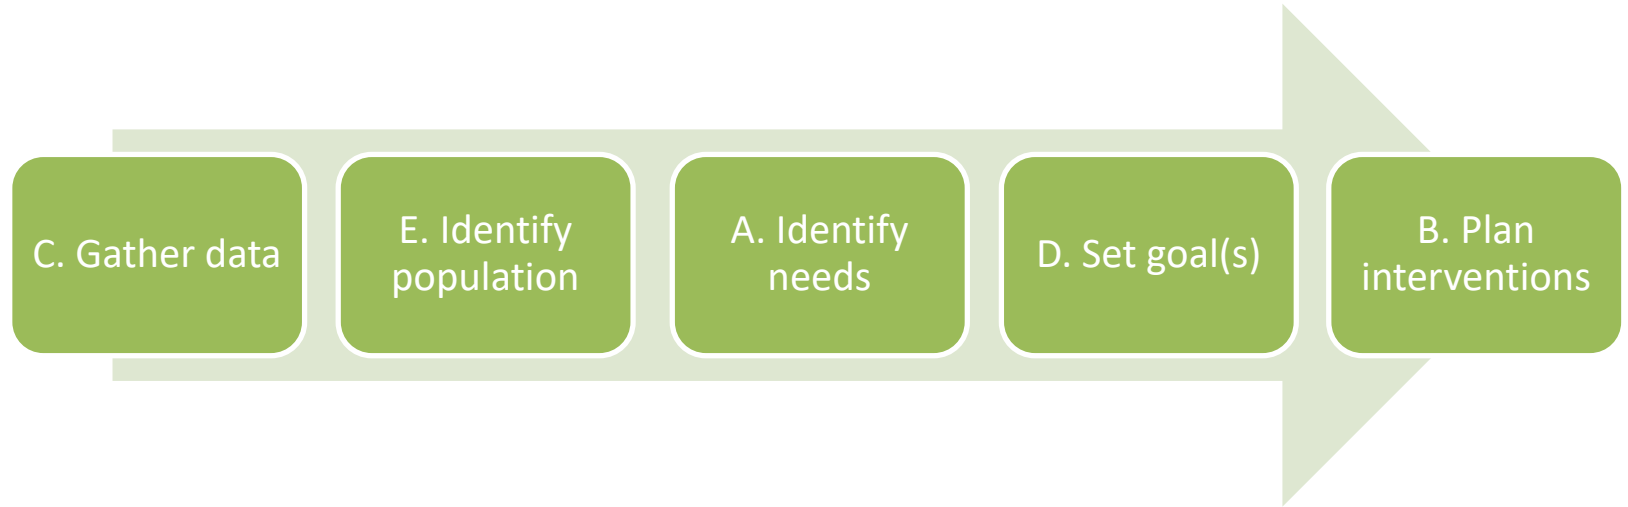 C. Gather data
E. Identify
population
A. Identify
needs
D. Set goal(s)
B. Plan
interventions